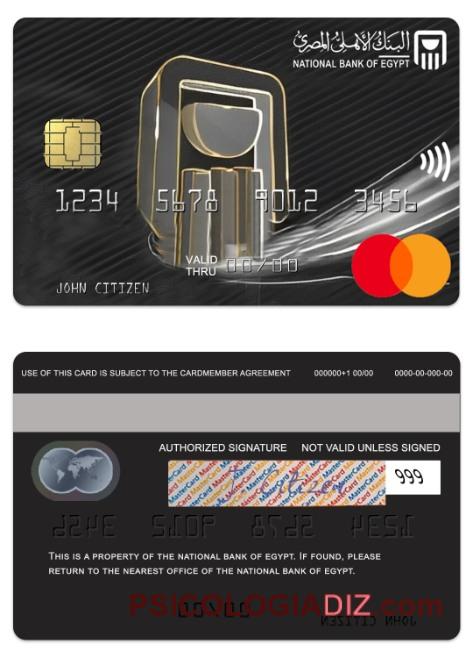 البنك الأهلي المصري
NATIONAL BANK OF EGYPT
1234 5678 9012 3456
VALID
THRU 00/00
JOHN CITIZEN
USE OF THIS CARD IS SUBJECT TO THE CARDMEMBER AGREEMENT 000000+1 00/00 0000-00-000-00
AUTHORIZED SIGNATURE NOT VALID UNLESS SIGNED
MasterCard MasterCard MasterCard
999
THIS IS A PROPERTY OF THE NATIONAL BANK OF EGYPT. IF FOUND, PLEASE
RETURN TO THE NEAREST OFFICE OF THE NATIONAL BANK OF EGYPT.
PSICOLOGIADIZ.com